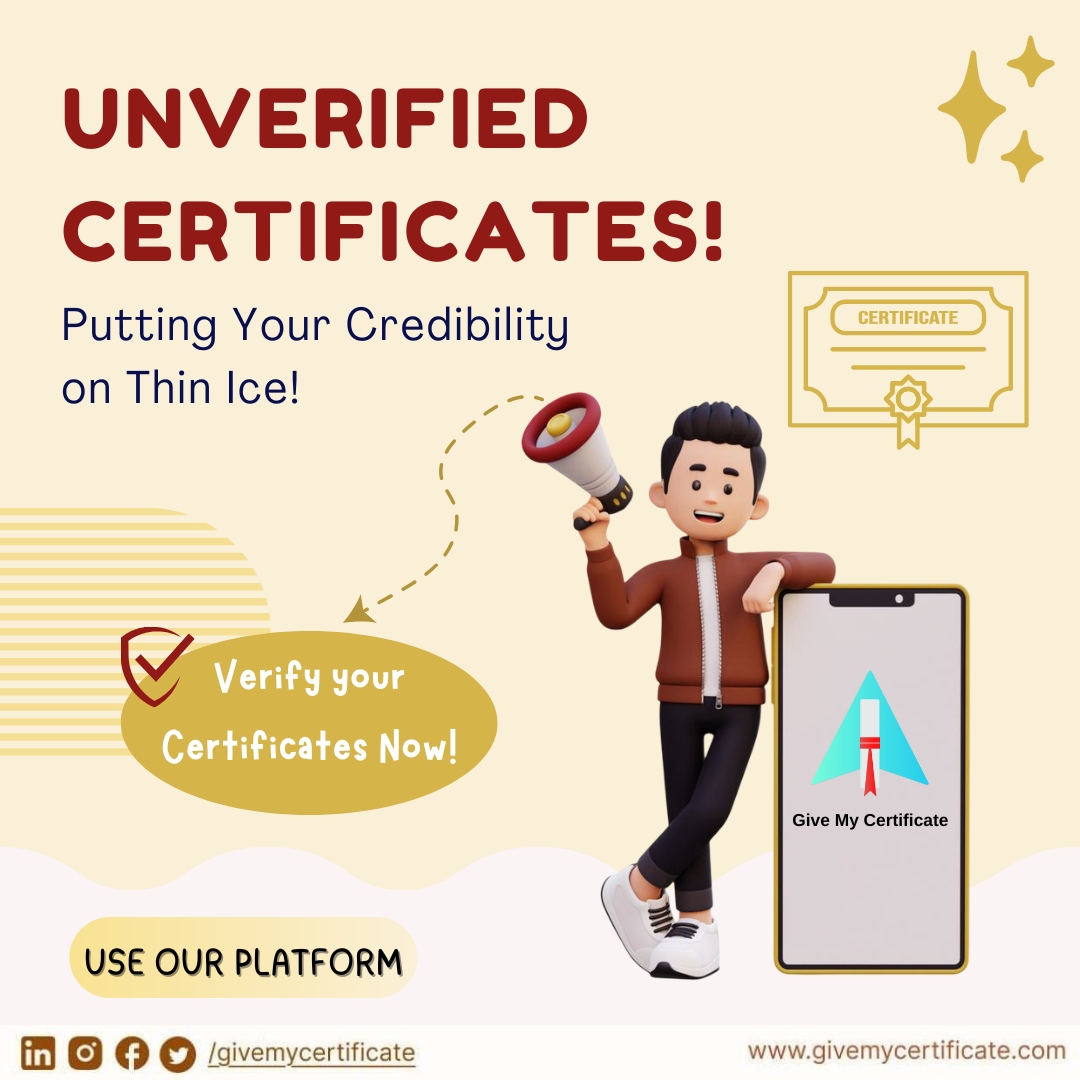 UNVERIFIED
CERTIFICATES!
Putting Your Credibility
on Thin Ice!
CERTIFICATE
Verify your
Certificates Now!
Give My Certificate
USE OUR PLATFORM
/givemycertificate
www.givemycertificate.com